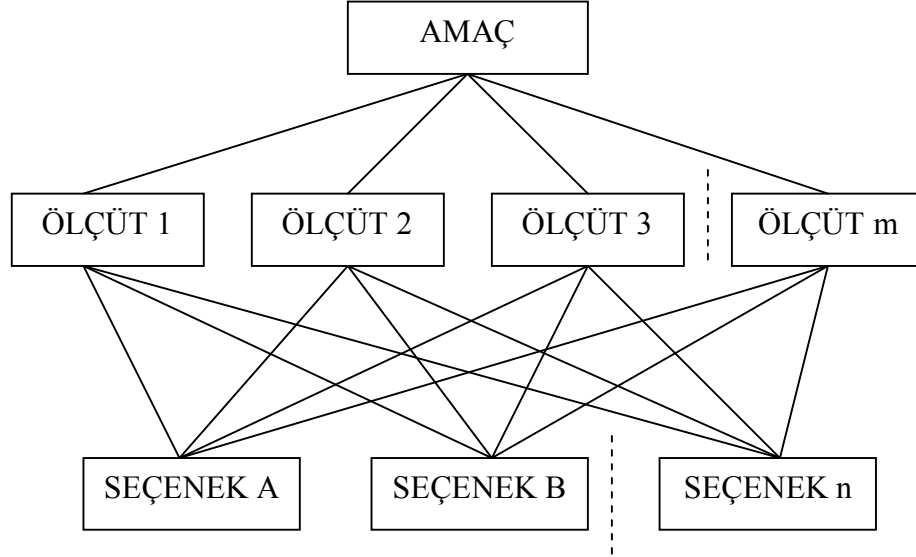 AMAÇ
ÖLÇÜT 1
ÖLÇÜT 2
ÖLÇÜT 3
ÖLÇÜT m
SEÇENEK A
SEÇENEK B
SEÇENEK n